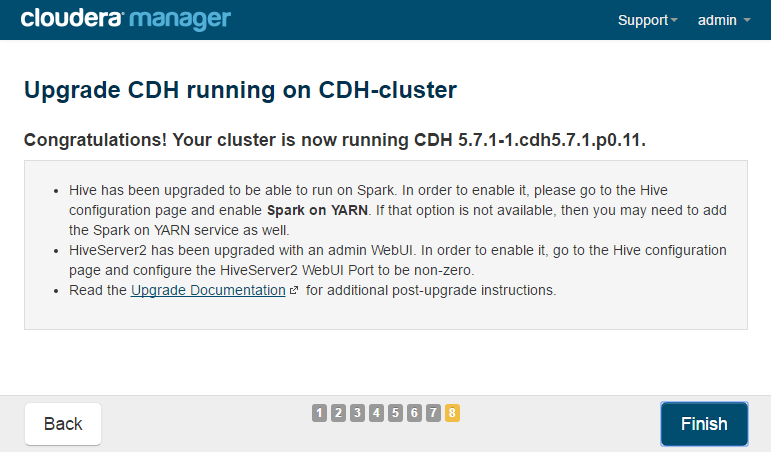 cloudera manager
Support admin
Upgrade CDH running on CDH-cluster
Congratulations! Your cluster is now running CDH 5.7.1-1.cdh5.7.1.p0.11.
• Hive has been upgraded to be able to run on Spark. In order to enable it, please go to the Hive
configuration page and enable Spark on YARN. If that option is not available, then you may need to add
the Spark on YARN service as well.
• HiveServer2 has been upgraded with an admin WebUI. In order to enable it, go to the Hive configuration
page and configure the HiveServer2 WebUI Port to be non-zero.
• Read the Upgrade Documentation for additional post-upgrade instructions.
Back 1 2 3 4 5 6 7 8 Finish